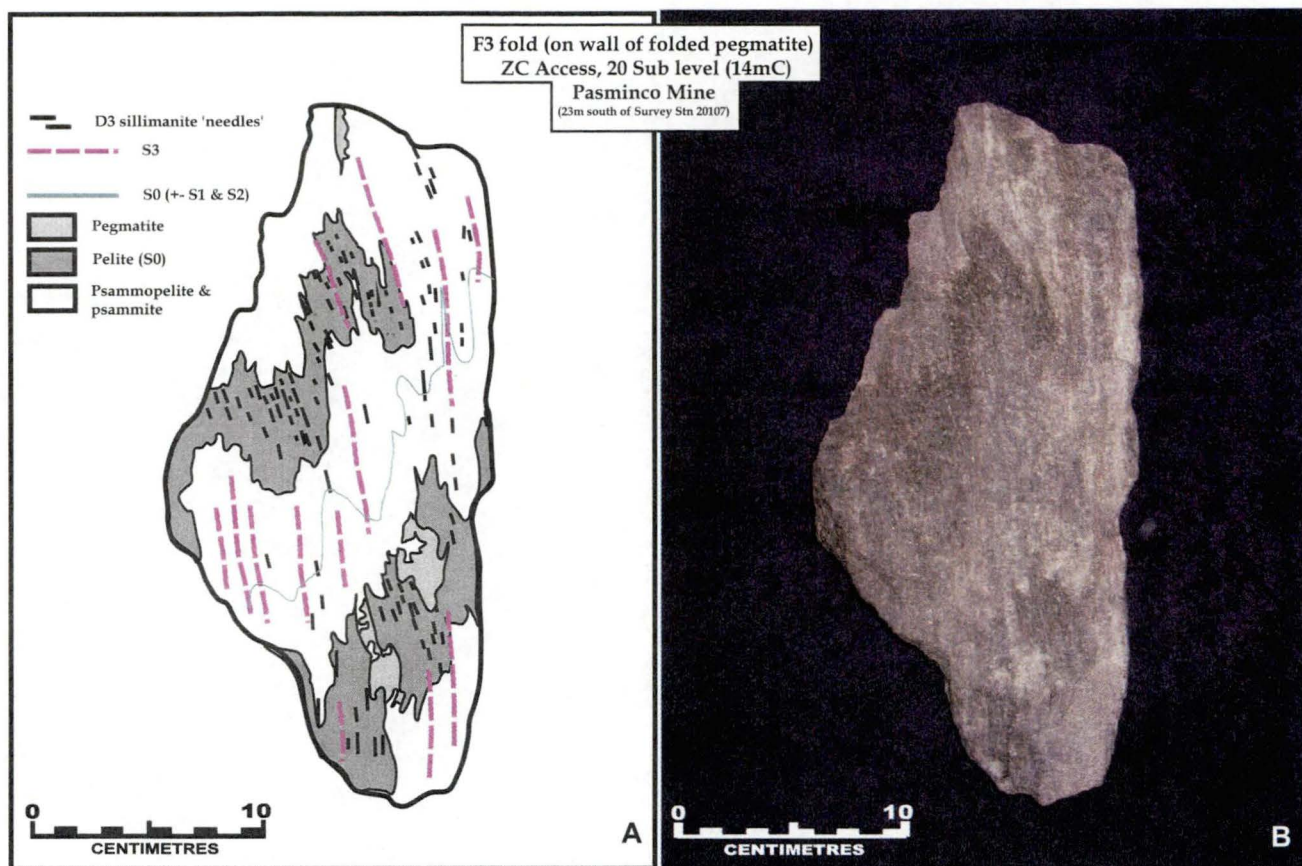 F3 fold (on wall of folded pegmatite)
ZC Access, 20 Sub level (14mC)
Pasminco Mine
(23m south of Survey Stn 20107)
D3 sillimanite 'needles'
S3
S0 (+- S1 & S2)
Pegmatite
Pelite (S0)
Psammopelite &
psammite
0 10
CENTIMETRES
A
0 10
CENTIMETRES
B